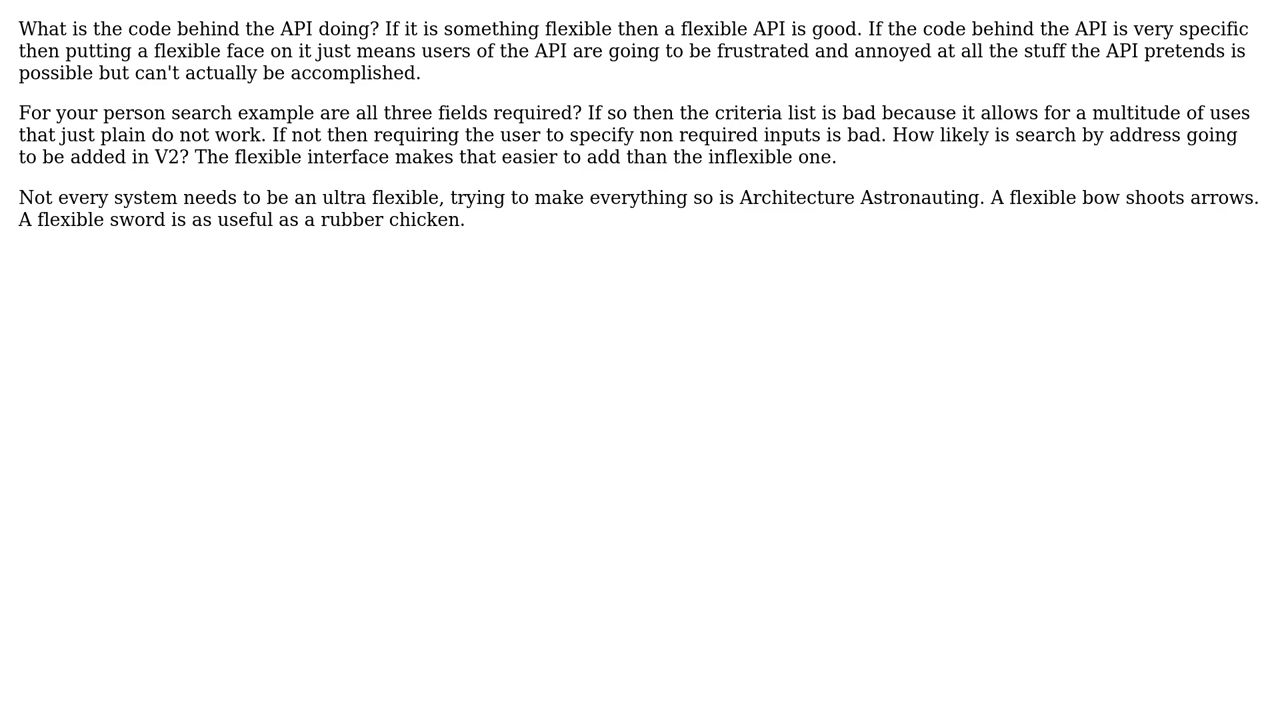 What is the code behind the API doing? If it is something flexible then a flexible API is good. If the code behind the API is very specific
then putting a flexible face on it just means users of the API are going to be frustrated and annoyed at all the stuff the API pretends is
possible but can't actually be accomplished.
For your person search example are all three fields required? If so then the criteria list is bad because it allows for a multitude of uses
that just plain do not work. If not then requiring the user to specify non required inputs is bad. How likely is search by address going
to be added in V2? The flexible interface makes that easier to add than the inflexible one.
Not every system needs to be an ultra flexible, trying to make everything so is Architecture Astronauting. A flexible bow shoots arrows.
A flexible sword is as useful as a rubber chicken.